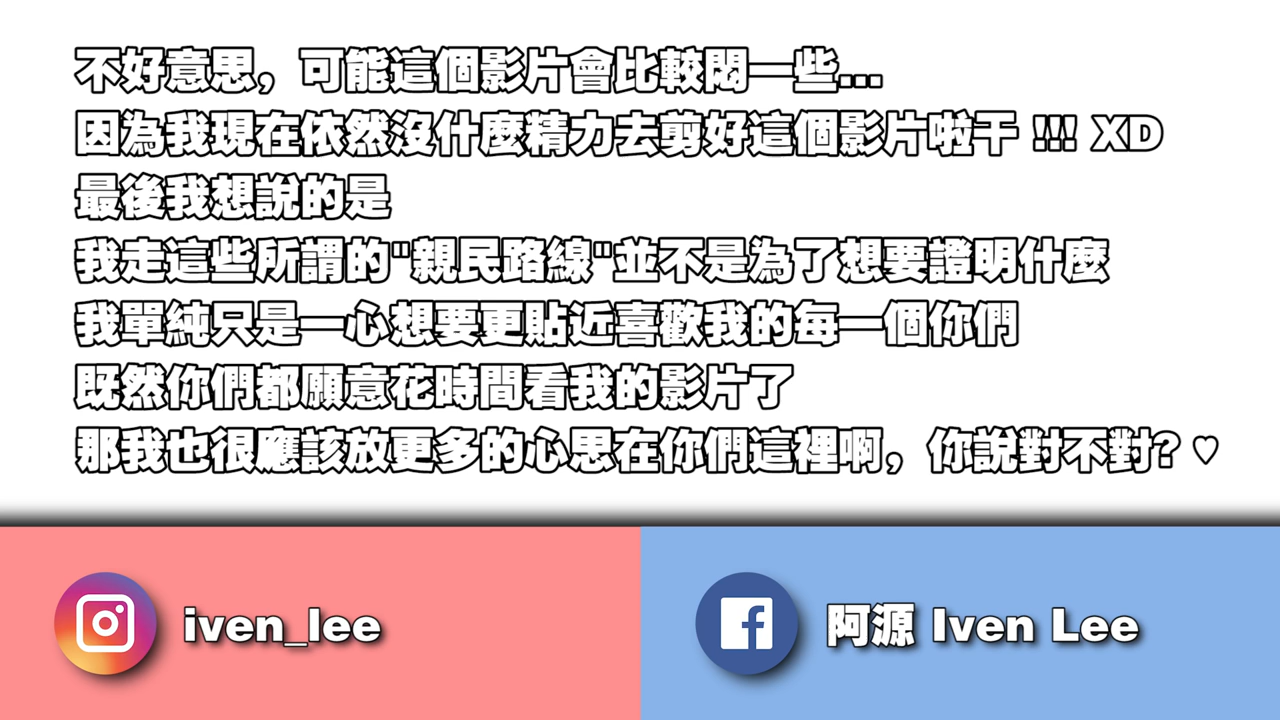 不好意思，可能這個影片會比較悶一些...
因為我現在依然沒什麼精力去剪好這個影片啦干 !!! XD
最後我想說的是
我走這些所謂的"親民路線"並不是為了想要證明什麼
我單純只是一心想要更貼近喜歡我的每一個你們
既然你們都願意花時間看我的影片了
那我也很應該放更多的心思在你們這裡啊，你說對不對? ♥
iven_lee
阿源 Iven Lee